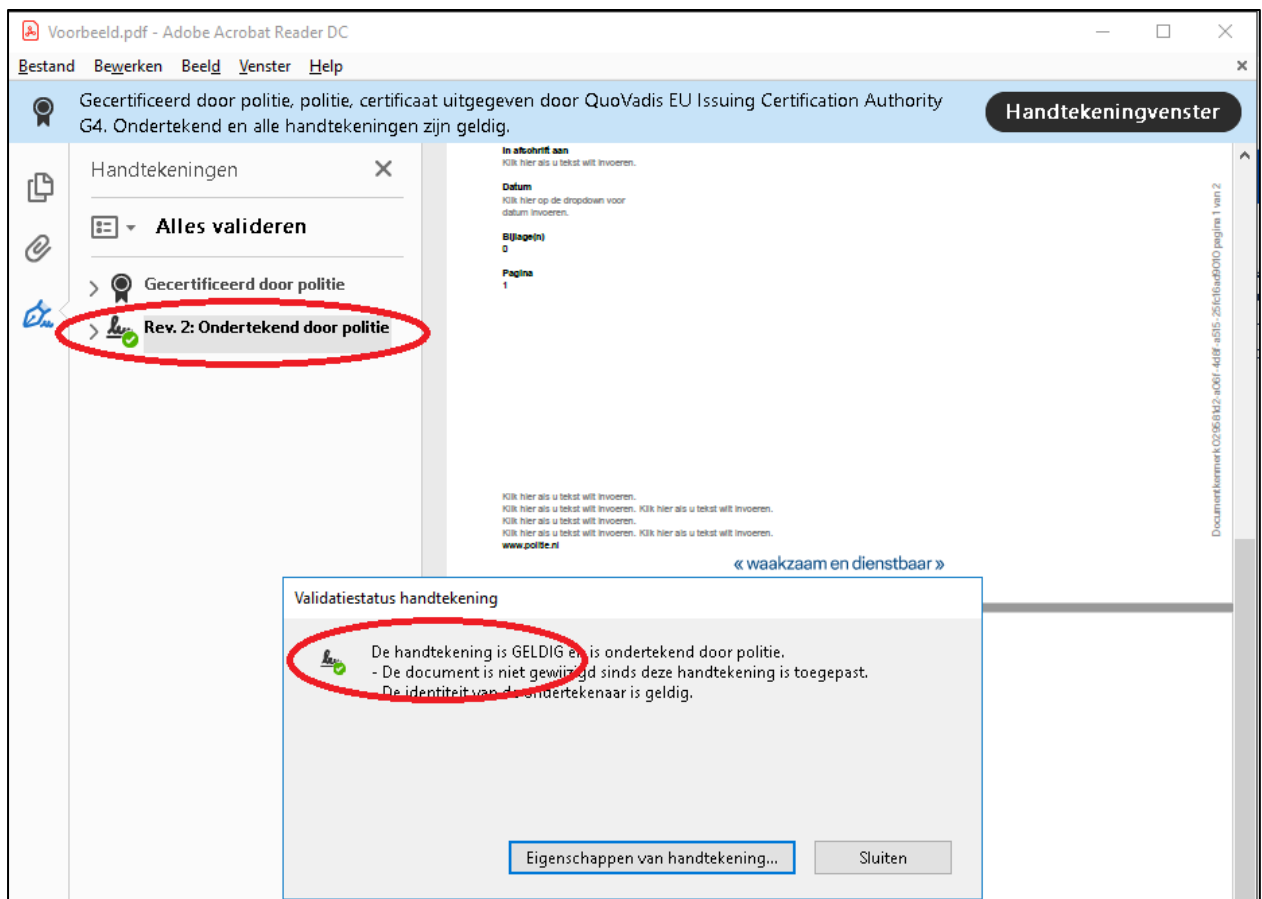 Voorbeeld.pdf - Adobe Acrobat Reader DC
Bestand Bewerken Beeld Venster Help
Gecertificeerd door politie, politie, certificaat uitgegeven door QuoVadis EU Issuing Certification Authority
G4. Ondertekend en alle handtekeningen zijn geldig.
Handtekeningvenster
Handtekeningen
Alles valideren
Gecertificeerd door politie
Rev. 2: Ondertekend door politie
In afschrift aan
Klik hier als u tekst wilt invoeren.
Datum
Klik hier op de dropdown voor
datum invoeren.
Bijlage(n)
0
Pagina
1
Klik hier als u tekst wilt invoeren.
Klik hier als u tekst wilt invoeren. Klik hier als u tekst wilt invoeren.
Klik hier als u tekst wilt invoeren.
Klik hier als u tekst wilt invoeren. Klik hier als u tekst wilt invoeren.
www.politie.nl
« waakzaam en dienstbaar »
Documentkenmerk pagina 1 van 2
Validatiestatus handtekening
De handtekening is GELDIG en is ondertekend door politie.
- De document is niet gewijzigd sinds deze handtekening is toegepast.
- De identiteit van de ondertekenaar is geldig.
Eigenschappen van handtekening...
Sluiten